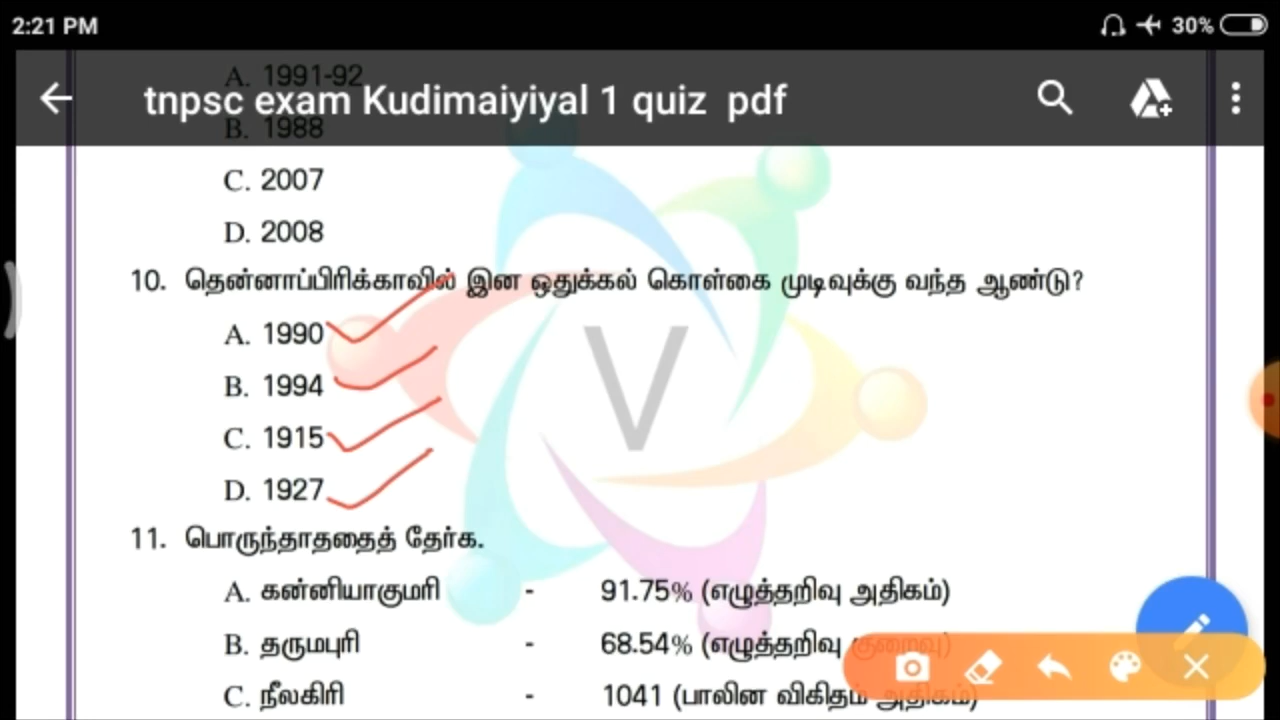 2:21 PM
30%
A. 1991-92
tnpsc exam Kudimaiyiyal 1 quiz pdf
B. 1988
C. 2007
D. 2008
10. தென்னாப்பிரிக்காவில் இன ஒதுக்கல் கொள்கை முடிவுக்கு வந்த ஆண்டு?
A. 1990
B. 1994
C. 1915
D. 1927
V
11. பொருந்தாததைத் தேர்க.
A. கன்னியாகுமரி - 91.75% (எழுத்தறிவு அதிகம்)
B. தருமபுரி - 68.54% (எழுத்தறிவு குறைவு)
C. நீலகிரி - 1041 (பாலின விகிதம் அதிகம்)